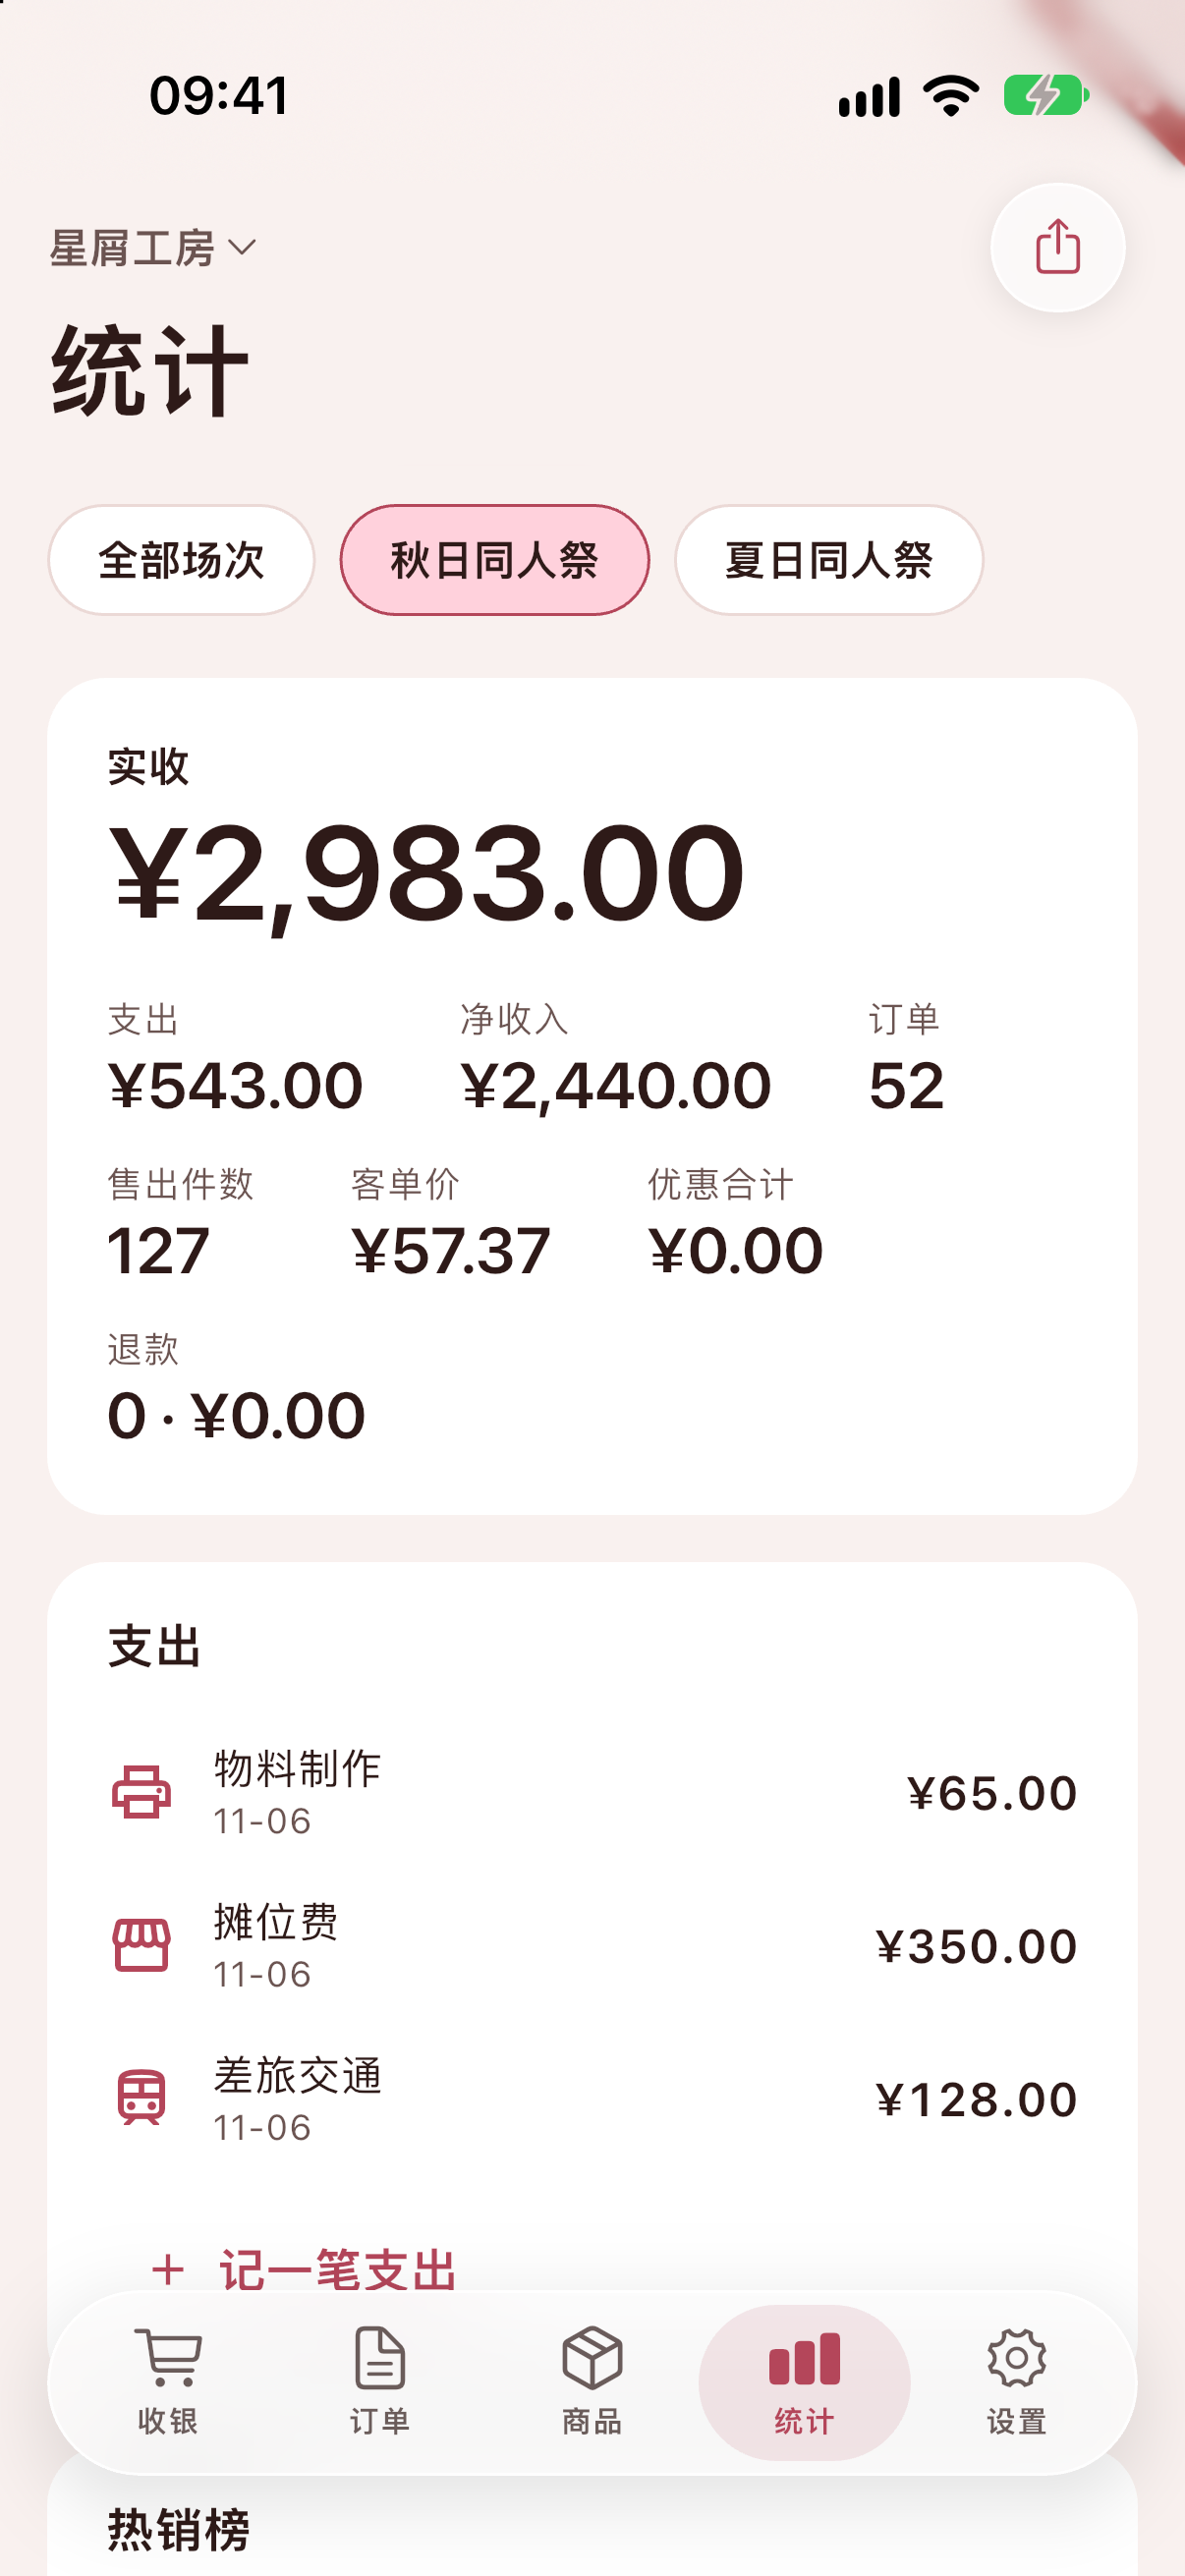 09:41
星屑工房
统计
全部场次 秋日同人祭 夏日同人祭
实收
¥2,983.00
支出 净收入 订单
¥543.00 ¥2,440.00 52
售出件数 客单价 优惠合计
127 ¥57.37 ¥0.00
退款
0 · ¥0.00
支出
物料制作
11-06
¥65.00
摊位费
11-06
¥350.00
差旅交通
11-06
¥128.00
+ 记一笔支出
收银 订单 商品 统计 设置
热销榜